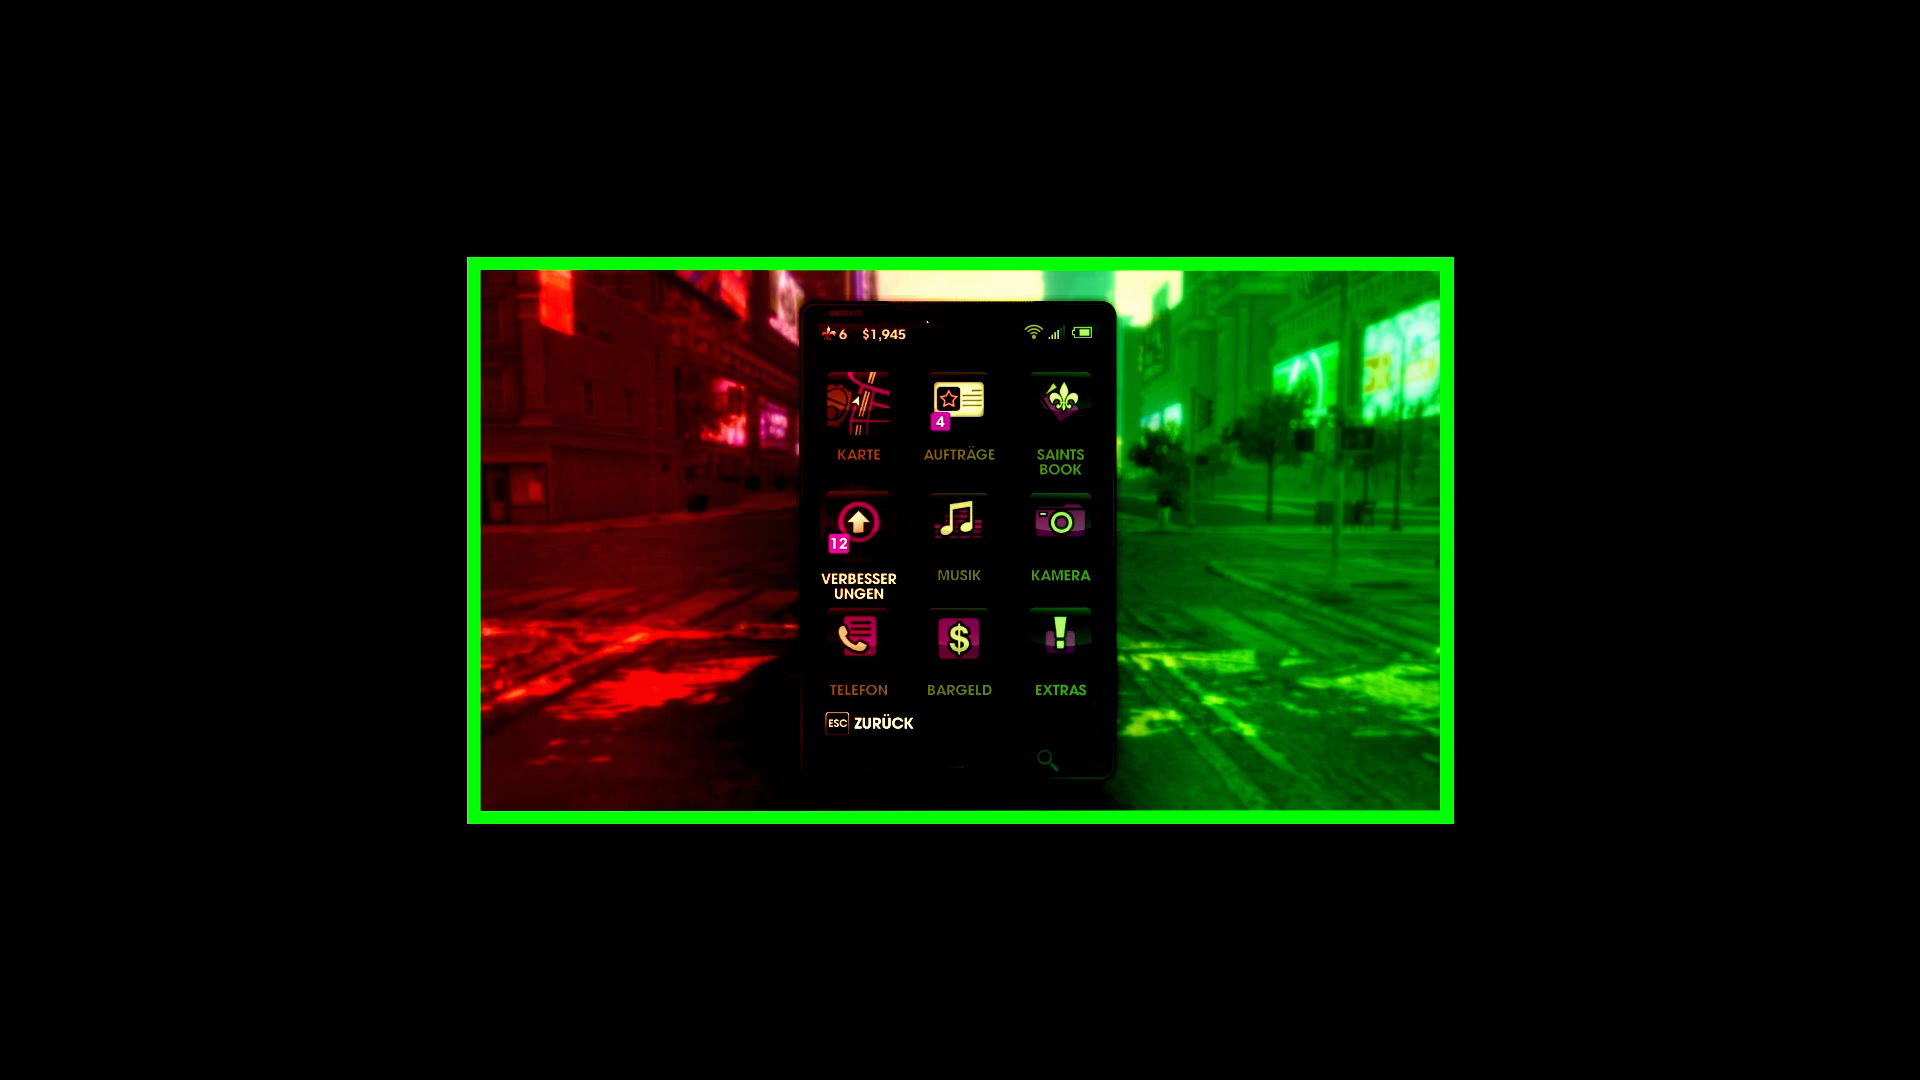 6 $1,945
4
KARTE AUFTRÄGE SAINTS
BOOK
12
VERBESSER
UNGEN
MUSIK KAMERA
TELEFON BARGELD EXTRAS
ESC ZURÜCK